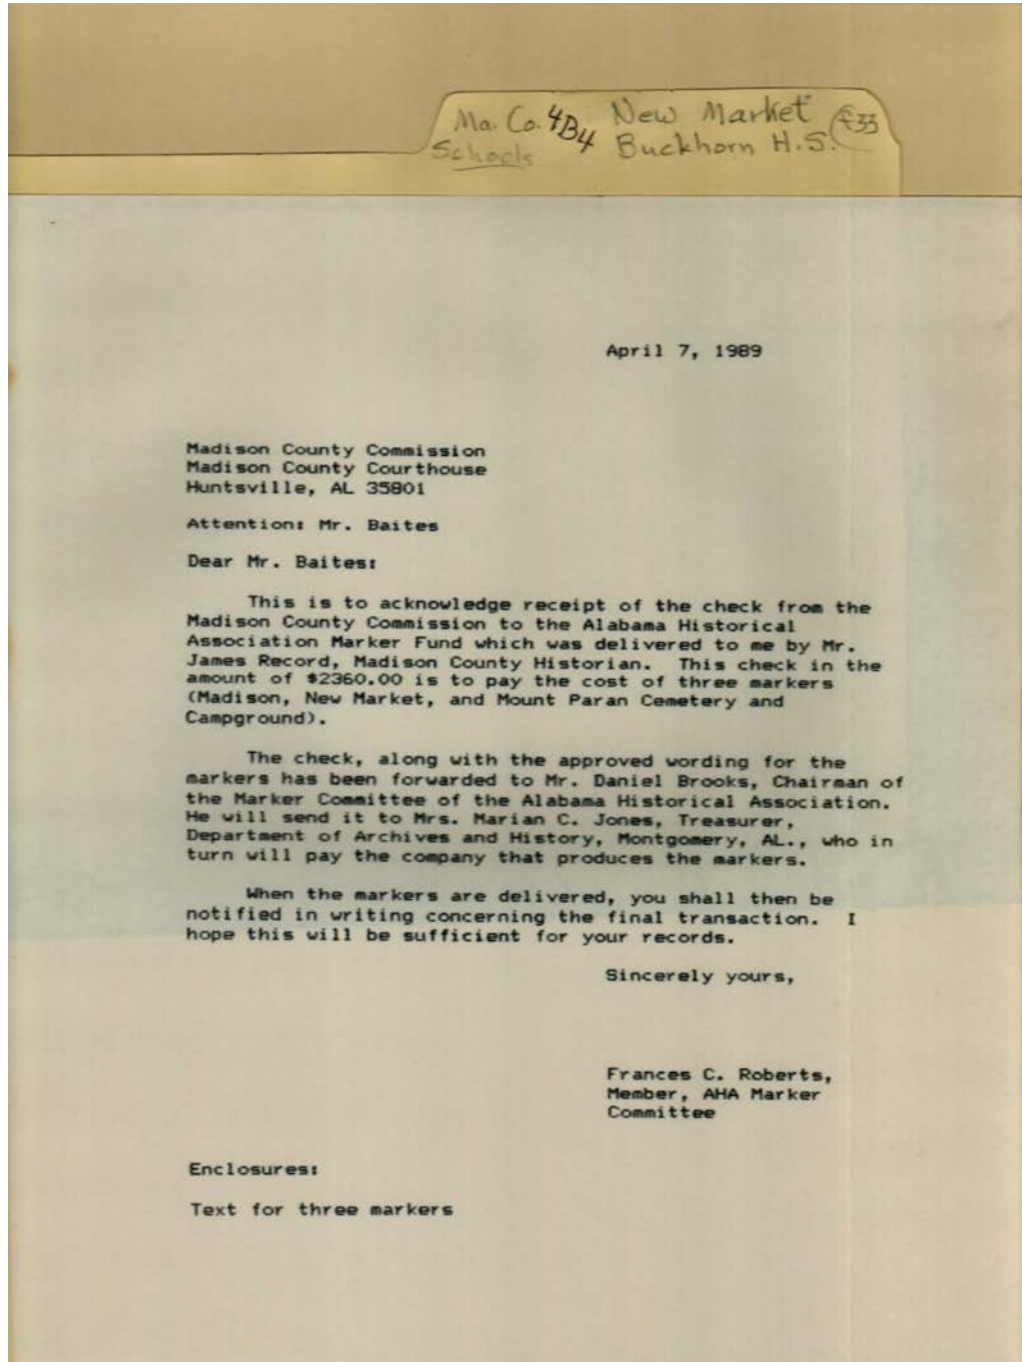 Ma. Co. 4B4 New Market
Schools Buckhorn H.S.
April 7, 1989
Madison County Commission
Madison County Courthouse
Huntsville, AL 35801
Attention: Mr. Baites
Dear Mr. Baites:
This is to acknowledge receipt of the check from the
Madison County Commission to the Alabama Historical
Association Marker Fund which was delivered to me by Mr.
James Record, Madison County Historian. This check in the
amount of $2360.00 is to pay the cost of three markers
(Madison, New Market, and Mount Paran Cemetery and
Campground).
The check, along with the approved wording for the
markers has been forwarded to Mr. Daniel Brooks, Chairman of
the Marker Committee of the Alabama Historical Association.
He will send it to Mrs. Marian C. Jones, Treasurer,
Department of Archives and History, Montgomery, AL., who in
turn will pay the company that produces the markers.
When the markers are delivered, you shall then be
notified in writing concerning the final transaction. I
hope this will be sufficient for your records.
Sincerely yours,
Frances C. Roberts,
Member, AHA Marker
Committee
Enclosures:
Text for three markers